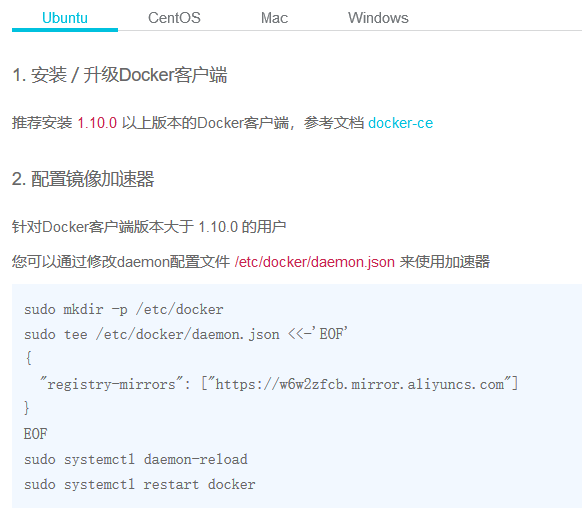 Ubuntu CentOS Mac Windows
1. 安装 / 升级Docker客户端
推荐安装 1.10.0 以上版本的Docker客户端，参考文档 docker-ce
2. 配置镜像加速器
针对Docker客户端版本大于 1.10.0 的用户
您可以通过修改daemon配置文件 /etc/docker/daemon.json 来使用加速器
sudo mkdir -p /etc/docker
sudo tee /etc/docker/daemon.json <<-'EOF'
{
  "registry-mirrors": ["https://w6w2zfcb.mirror.aliyuncs.com"]
}
EOF
sudo systemctl daemon-reload
sudo systemctl restart docker